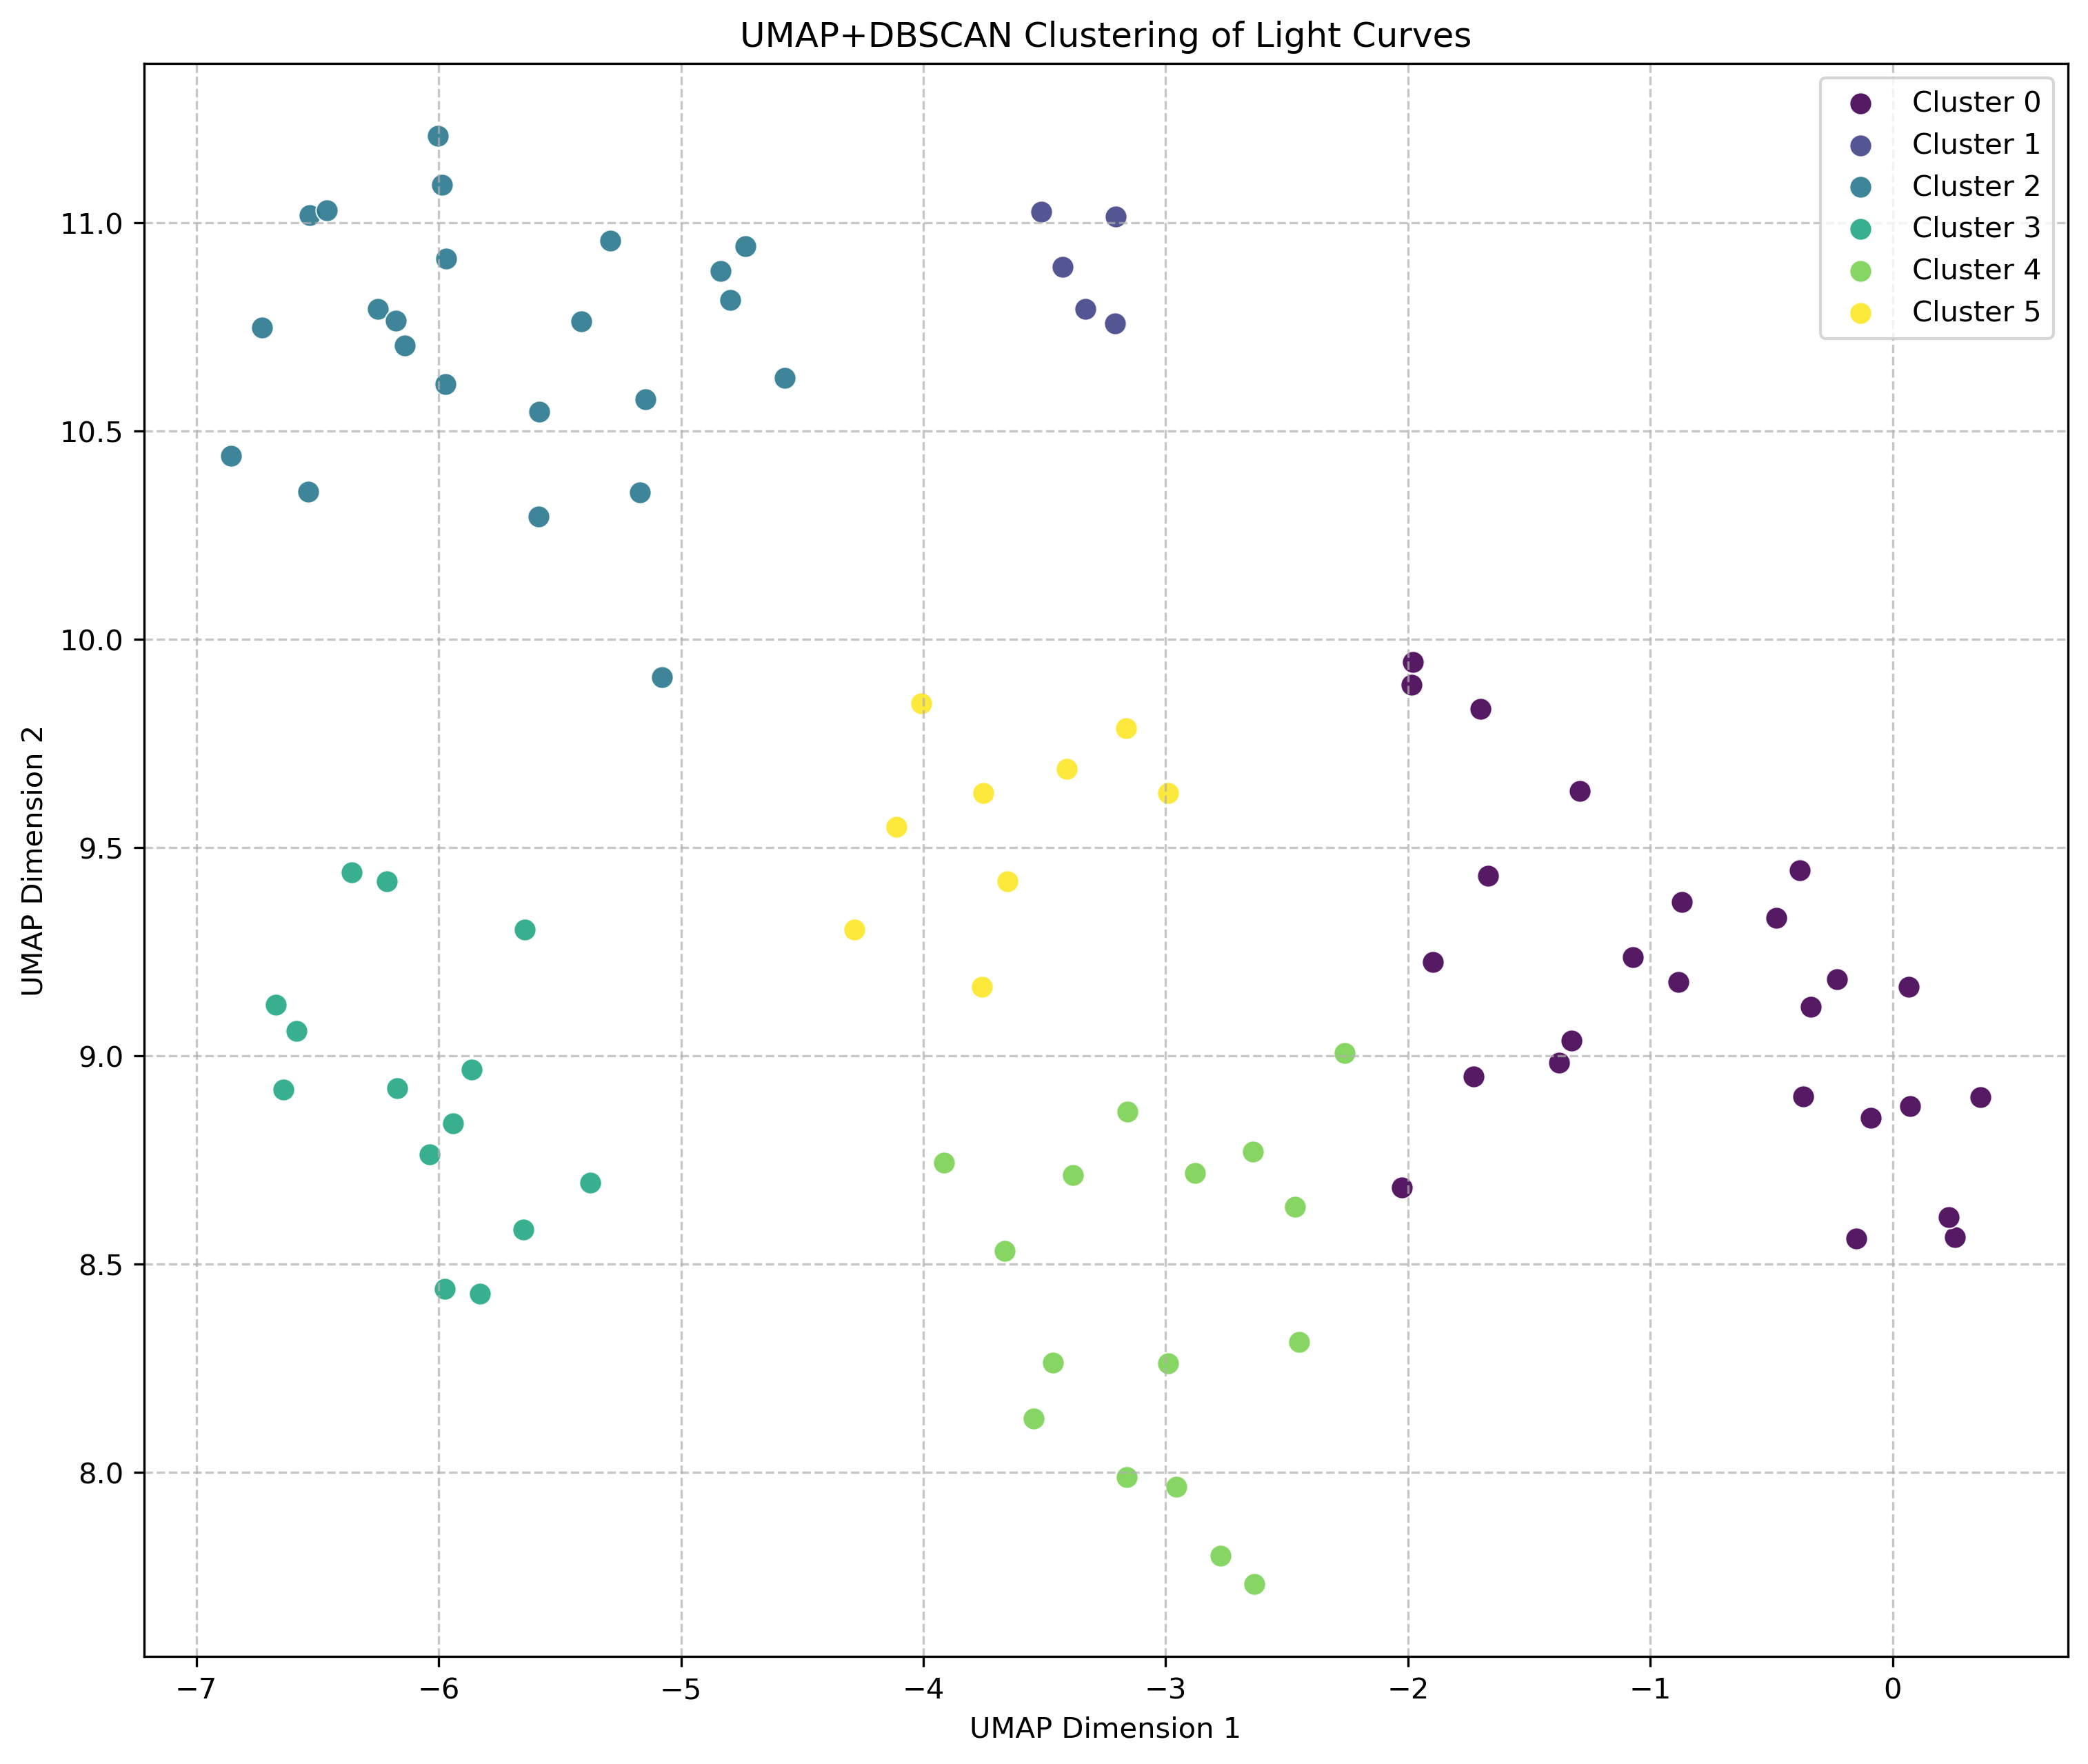 UMAP+DBSCAN Clustering of Light Curves
Cluster 0
Cluster 1
Cluster 2
Cluster 3
Cluster 4
Cluster 5
UMAP Dimension 2
11.0
10.5
10.0
9.5
9.0
8.5
8.0
−7 −6 −5 −4 −3 −2 −1 0
UMAP Dimension 1